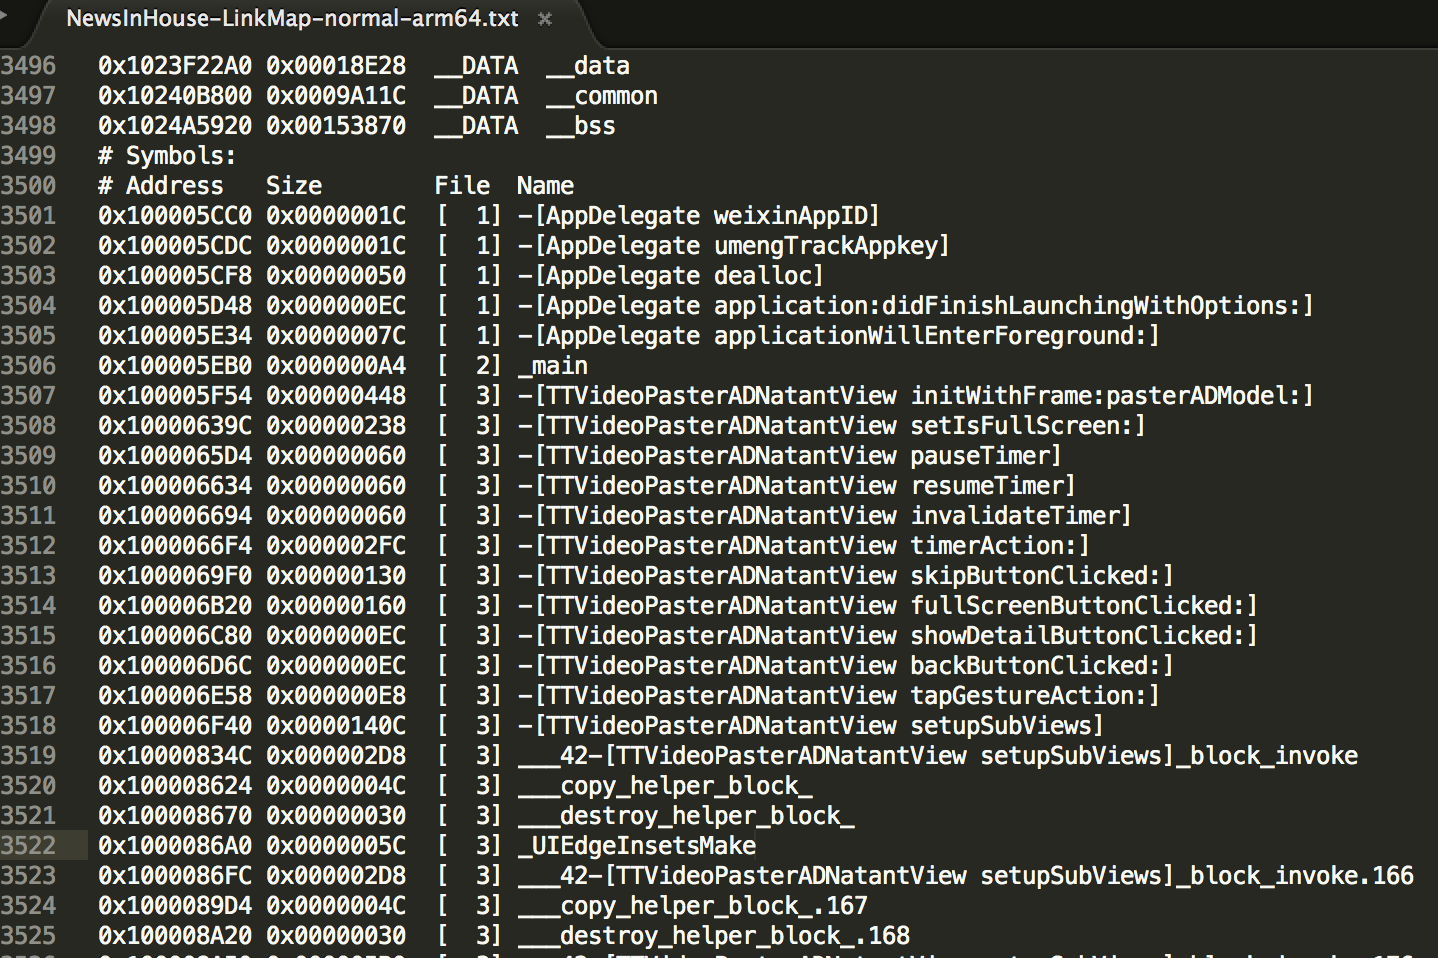 NewsInHouse-LinkMap-normal-arm64.txt ×
3496 0x1023F22A0 0x00018E28 __DATA __data
3497 0x10240B800 0x0009A11C __DATA __common
3498 0x1024A5920 0x00153870 __DATA __bss
3499 # Symbols:
3500 # Address Size File Name
3501 0x100005CC0 0x0000001C [ 1] -[AppDelegate weixinAppID]
3502 0x100005CDC 0x0000001C [ 1] -[AppDelegate umengTrackAppkey]
3503 0x100005CF8 0x00000050 [ 1] -[AppDelegate dealloc]
3504 0x100005D48 0x000000EC [ 1] -[AppDelegate application:didFinishLaunchingWithOptions:]
3505 0x100005E34 0x0000007C [ 1] -[AppDelegate applicationWillEnterForeground:]
3506 0x100005EB0 0x000000A4 [ 2] _main
3507 0x100005F54 0x00000448 [ 3] -[TTVideoPasterADNatantView initWithFrame:pasterADModel:]
3508 0x10000639C 0x00000238 [ 3] -[TTVideoPasterADNatantView setIsFullScreen:]
3509 0x1000065D4 0x00000060 [ 3] -[TTVideoPasterADNatantView pauseTimer]
3510 0x100006634 0x00000060 [ 3] -[TTVideoPasterADNatantView resumeTimer]
3511 0x100006694 0x00000060 [ 3] -[TTVideoPasterADNatantView invalidateTimer]
3512 0x1000066F4 0x000002FC [ 3] -[TTVideoPasterADNatantView timerAction:]
3513 0x1000069F0 0x00000130 [ 3] -[TTVideoPasterADNatantView skipButtonClicked:]
3514 0x100006B20 0x00000160 [ 3] -[TTVideoPasterADNatantView fullScreenButtonClicked:]
3515 0x100006C80 0x000000EC [ 3] -[TTVideoPasterADNatantView showDetailButtonClicked:]
3516 0x100006D6C 0x000000EC [ 3] -[TTVideoPasterADNatantView backButtonClicked:]
3517 0x100006E58 0x000000E8 [ 3] -[TTVideoPasterADNatantView tapGestureAction:]
3518 0x100006F40 0x0000140C [ 3] -[TTVideoPasterADNatantView setupSubViews]
3519 0x10000834C 0x000002D8 [ 3] ___42-[TTVideoPasterADNatantView setupSubViews]_block_invoke
3520 0x100008624 0x0000004C [ 3] ___copy_helper_block_
3521 0x100008670 0x00000030 [ 3] ___destroy_helper_block_
3522 0x1000086A0 0x0000005C [ 3] _UIEdgeInsetsMake
3523 0x1000086FC 0x000002D8 [ 3] ___42-[TTVideoPasterADNatantView setupSubViews]_block_invoke.166
3524 0x1000089D4 0x0000004C [ 3] ___copy_helper_block_.167
3525 0x100008A20 0x00000030 [ 3] ___destroy_helper_block_.168